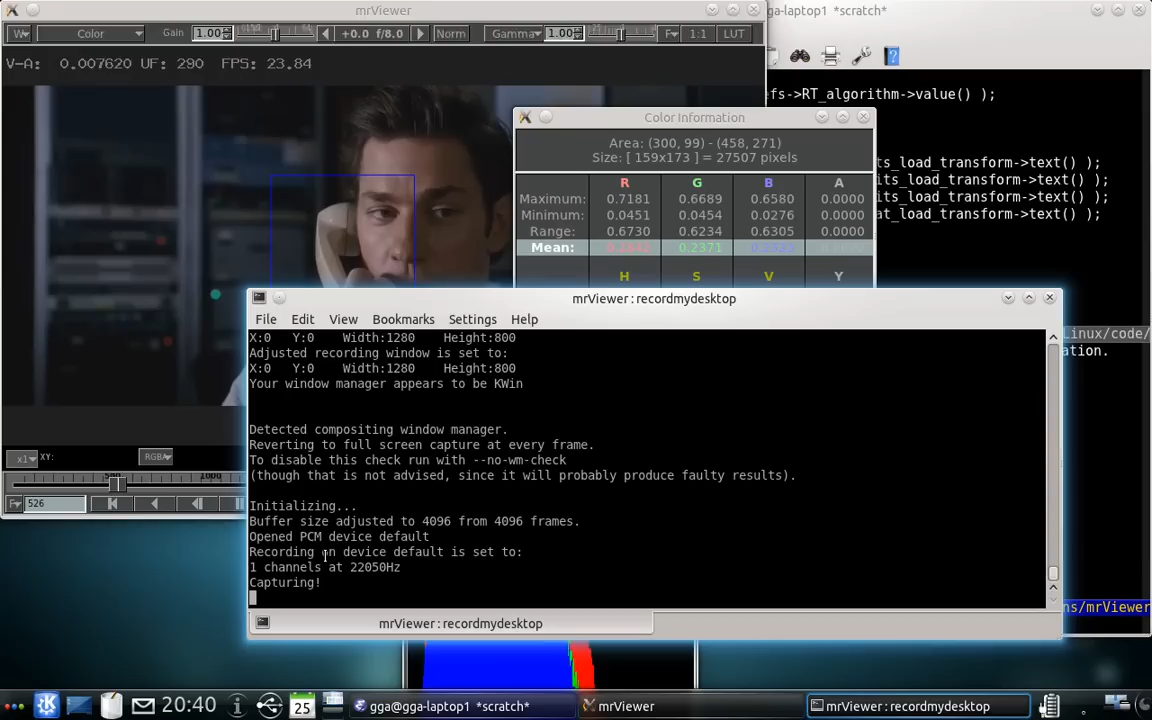 mrViewer
gga-laptop1 *scratch*
Color
Gain
1.00
+0.0 f/8.0
Norm
Gamma
1.00
1:1
LUT
V-A: 0.007620 UF: 290 FPS: 23.84
efs->RT_algorithm->value() );
its_load_transform->text() );
its_load_transform->text() );
its_load_transform->text() );
at_load_transform->text() );
Color Information
Area: (300, 99) - (458, 271)
Size: [ 159x173 ] = 27507 pixels
R G B A
Maximum: 0.7181 0.6689 0.6580 0.0000
Minimum: 0.0451 0.0454 0.0276 0.0000
Range: 0.6730 0.6234 0.6305 0.0000
Mean: 0.2371
H S V Y
mrViewer : recordmydesktop
File Edit View Bookmarks Settings Help
X:0 Y:0 Width:1280 Height:800
Adjusted recording window is set to:
X:0 Y:0 Width:1280 Height:800
Your window manager appears to be KWin
Detected compositing window manager.
Reverting to full screen capture at every frame.
To disable this check run with --no-wm-check
(though that is not advised, since it will probably produce faulty results).
Initializing...
Buffer size adjusted to 4096 from 4096 frames.
Opened PCM device default
Recording on device default is set to:
1 channels at 22050Hz
Capturing!
mrViewer : recordmydesktop
Linux/code/
ation.
ns/mrViewer
x1 XY:
RGBA
1000
F 526
20:40
25
gga@gga-laptop1 *scratch*
mrViewer
mrViewer : recordmydesktop